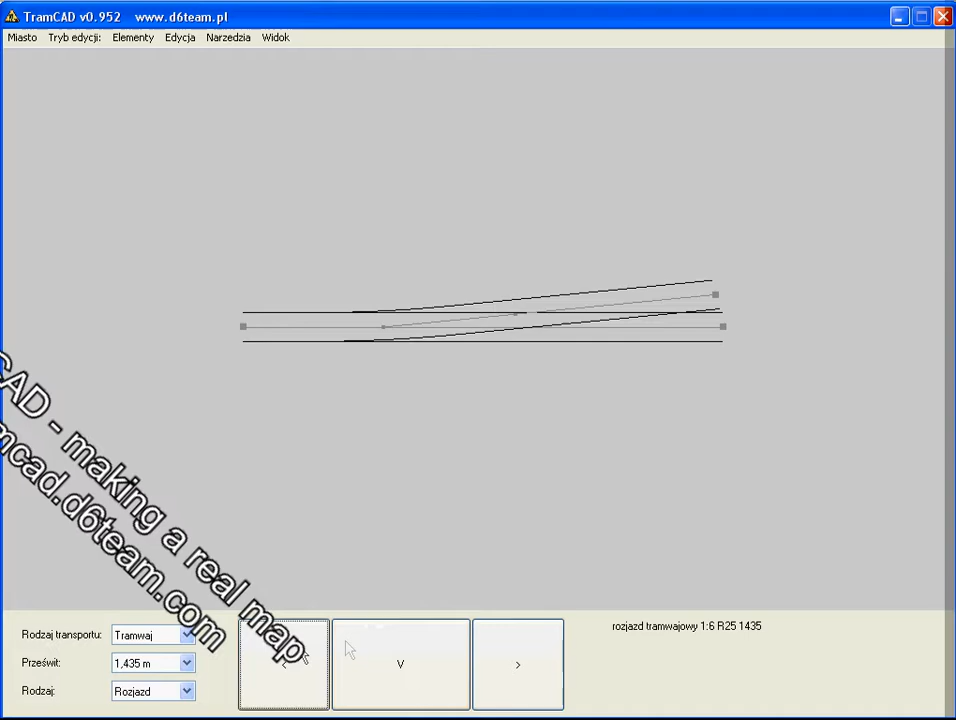 TramCAD v0.952 www.d6team.pl
Miasto Tryb edycji: Elementy Edycja Narzedzia Widok
CAD - making a real map
mcad.d6team.com
Rodzaj transportu: Tramwaj
Prześwit: 1,435 m
Rodzaj: Rozjazd
< V >
rozjazd tramwajowy 1:6 R25 1435